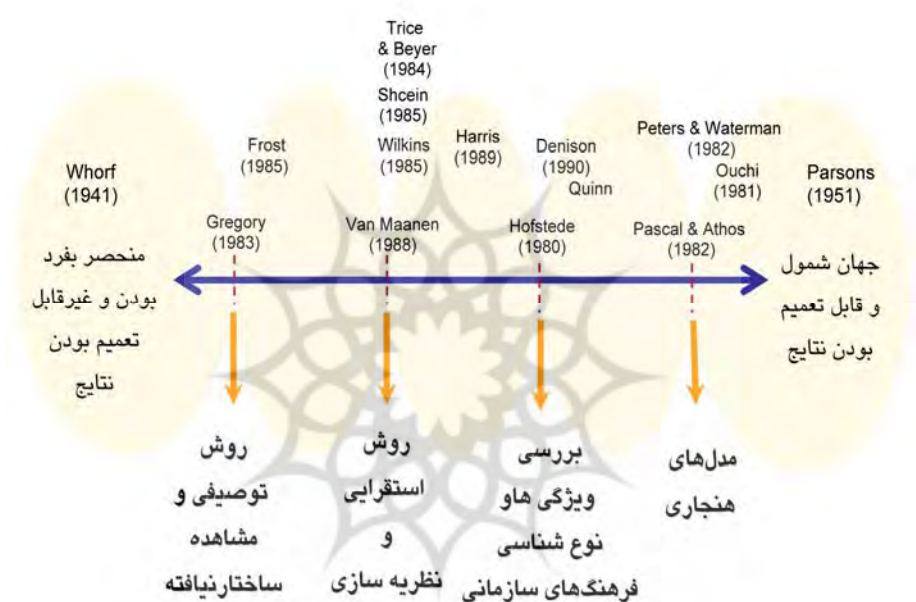 Trice
& Beyer
(1984)
Shcein
(1985)
Frost
(1985)
Wilkins
(1985)
Harris
(1989)
Denison
(1990)
Quinn
Peters & Waterman
(1982)
Ouchi
(1981)
Whorf
(1941)
Parsons
(1951)
Gregory
(1983)
Van Maanen
(1988)
Hofstede
(1980)
Pascal & Athos
(1982)
منحصر بفرد
بودن و غیرقابل
تعمیم بودن
نتایج
جهان شمول
و قابل تعمیم
بودن نتایج
روش
توصیفی و
مشاهده
ساختارنیافته
روش
استقرایی
و
نظریه سازی
بررسی
ویژگی هاو
نوع شناسی
فرهنگ‌های سازمانی
مدل‌های
هنجاری